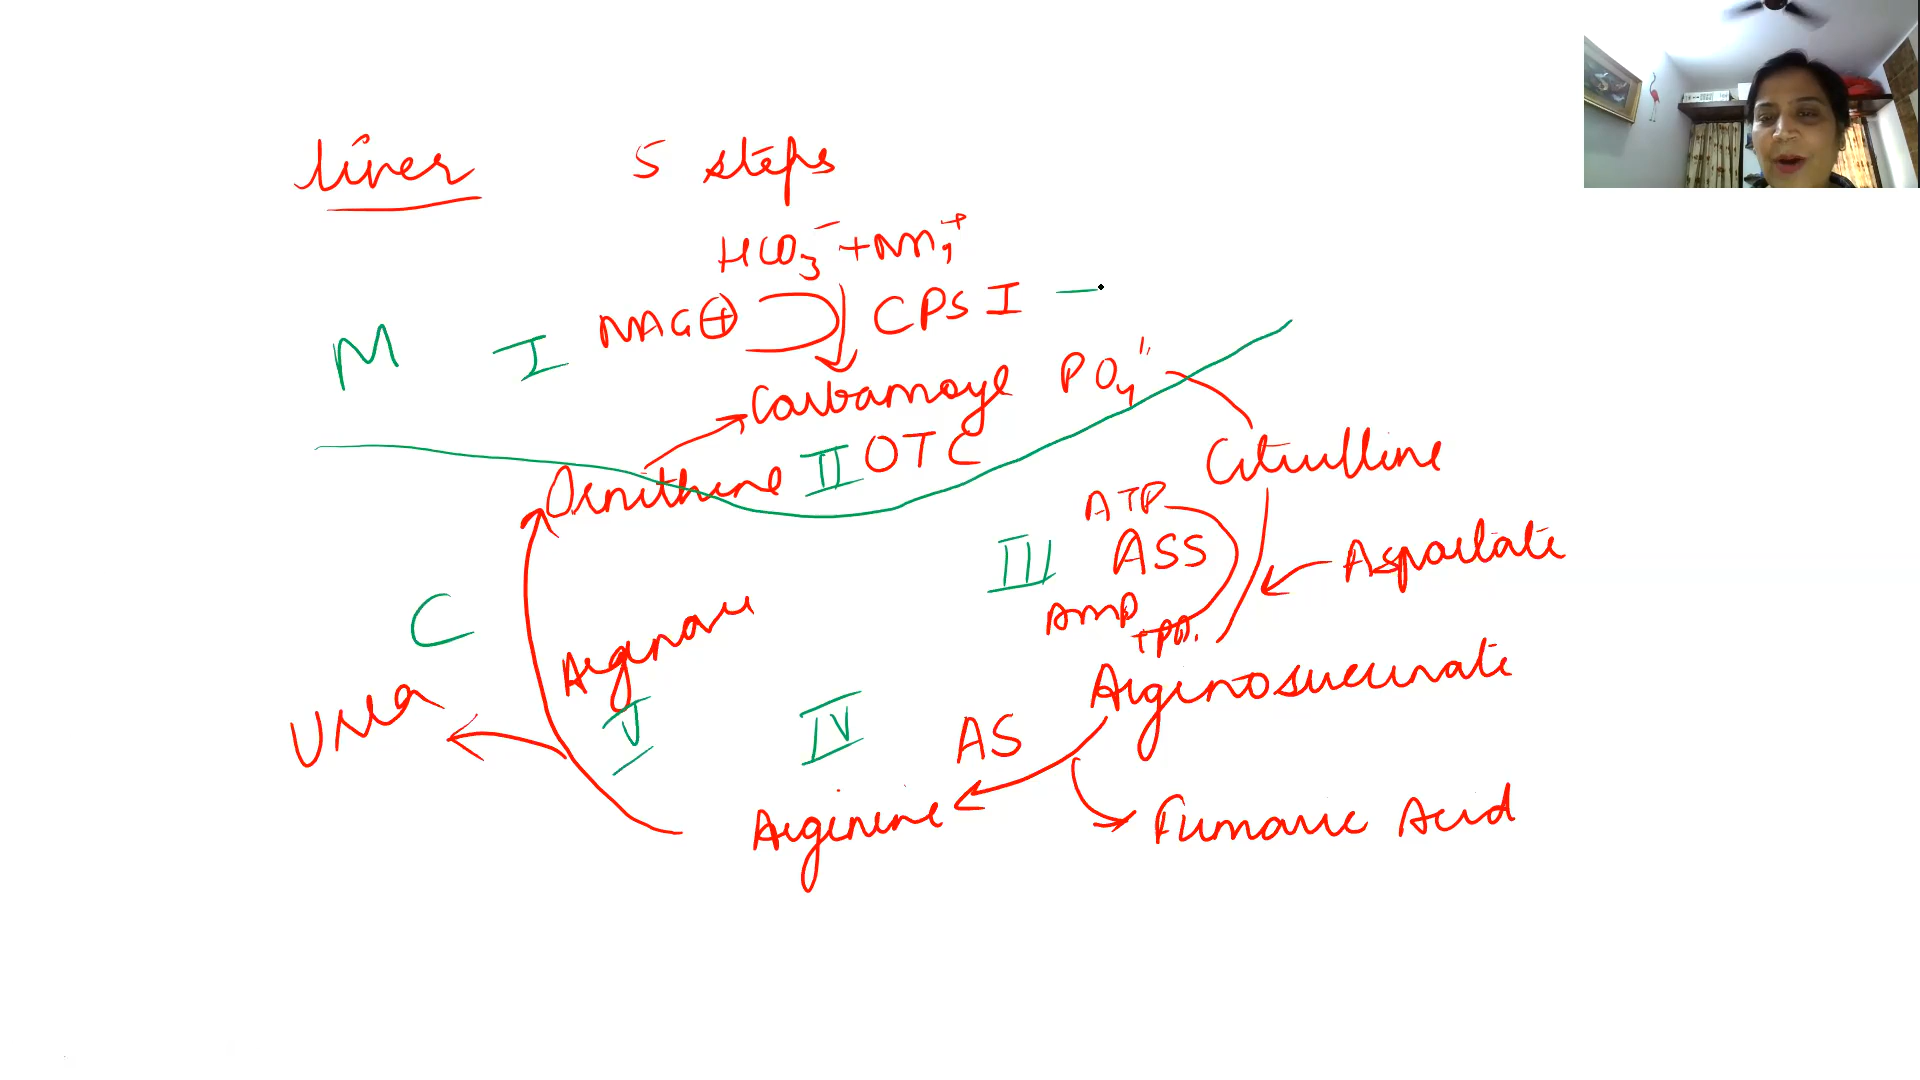 Liver 5 steps
HCO₃⁻ + NH₄⁺
NAG ⊕ CPS I
M I
Carbamoyl PO₄"
II OTC
Ornithine
Citrulline
ATP
III ASS
Aspartate
AMP
+ PPi
C
Arginase
Urea
Arginosuccinate
V
IV AS
Arginine
Fumaric Acid